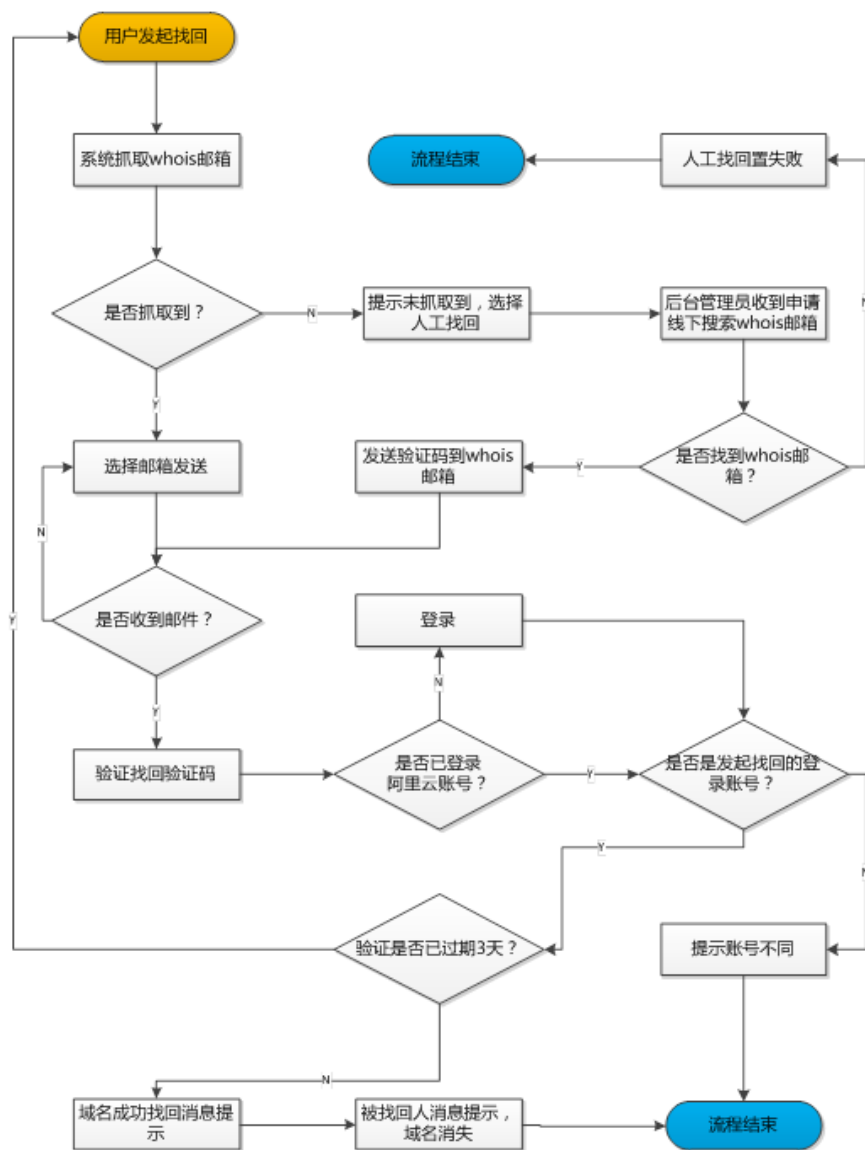 用户发起找回
系统抓取whois邮箱
流程结束
人工找回置失败
是否抓取到？
N
提示未抓取到，选择
人工找回
后台管理员收到申请
线下搜索whois邮箱
N
Y
选择邮箱发送
发送验证码到whois
邮箱
Y
是否找到whois邮
箱？
N
是否收到邮件？
登录
Y
Y
N
验证找回验证码
是否已登录
阿里云账号？
Y
是否是发起找回的登
录账号？
Y
N
验证是否已过期3天？
提示账号不同
N
域名成功找回消息提
示
被找回人消息提示，
域名消失
流程结束